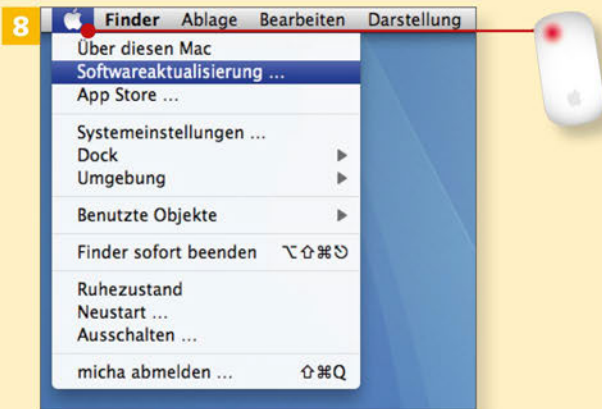 8
Finder Ablage Bearbeiten Darstellung
Über diesen Mac
Softwareaktualisierung ...
App Store ...
Systemeinstellungen ...
Dock
Umgebung
Benutzte Objekte
Finder sofort beenden ⌥⇧⌘⎋
Ruhezustand
Neustart ...
Ausschalten ...
micha abmelden ... ⇧⌘Q